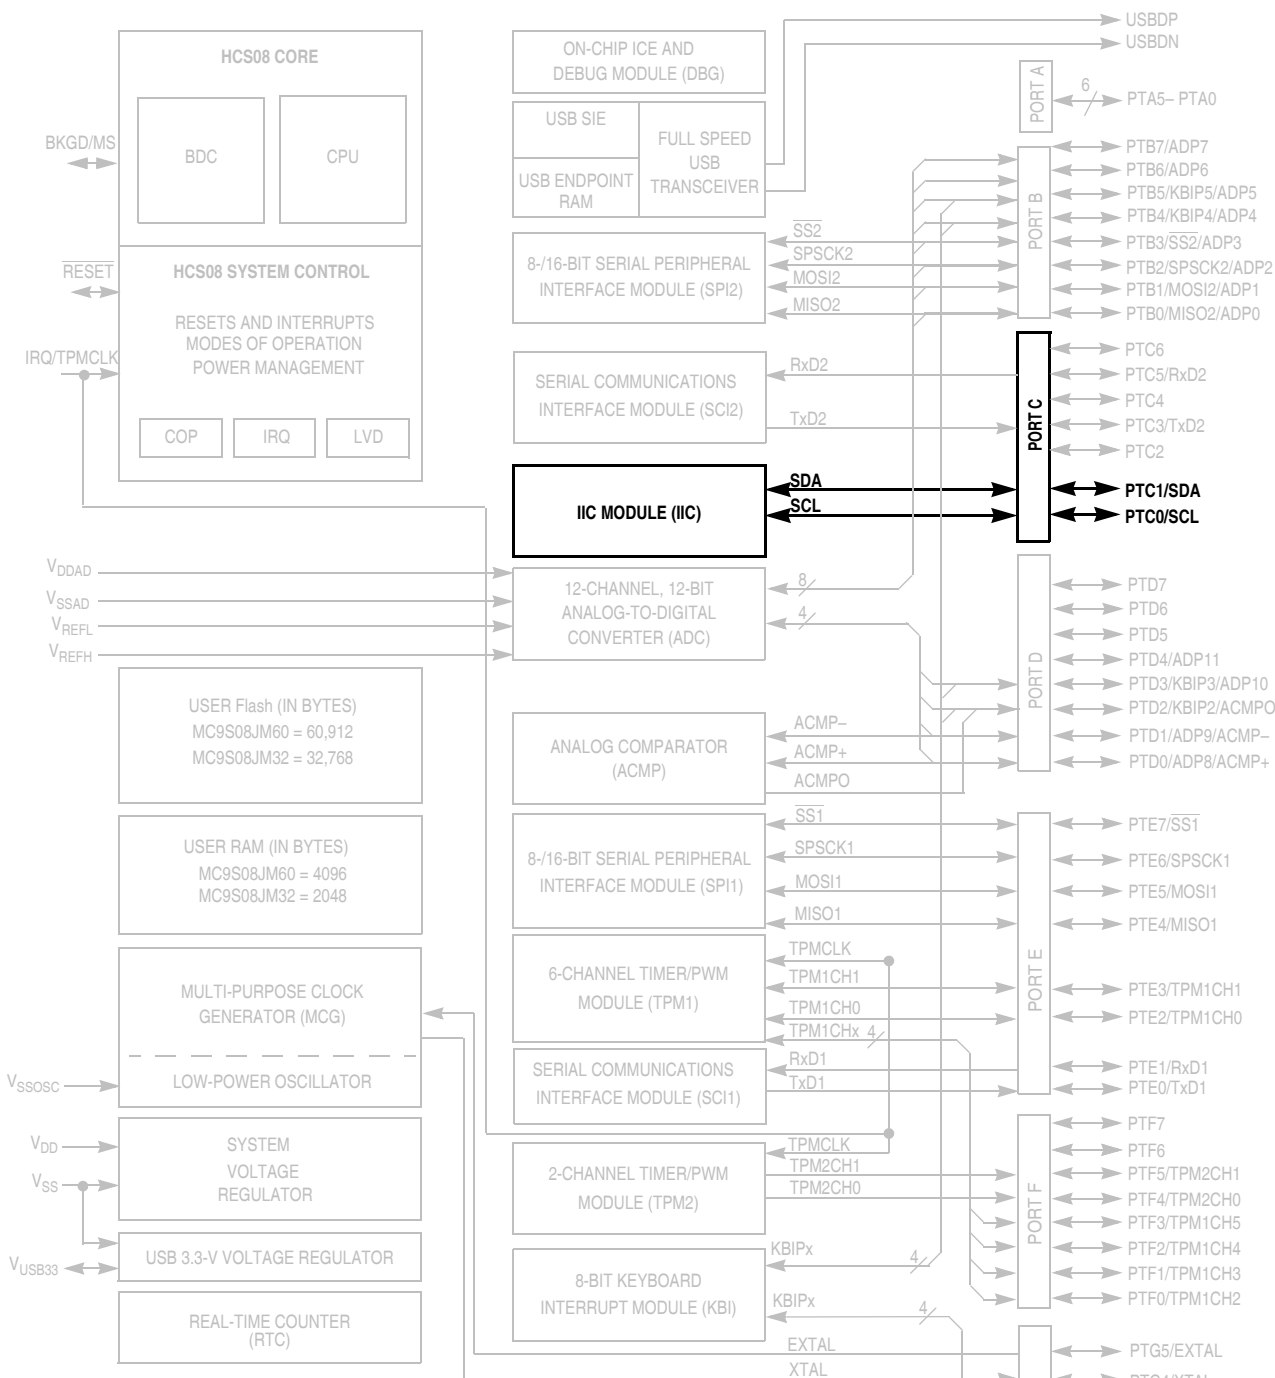 HCS08 CORE
BDC
CPU
BKGD/MS
RESET
HCS08 SYSTEM CONTROL
RESETS AND INTERRUPTS
MODES OF OPERATION
POWER MANAGEMENT
IRQ/TPMCLK
COP
IRQ
LVD
VDDAD
VSSAD
VREFL
VREFH
USER Flash (IN BYTES)
MC9S08JM60 = 60,912
MC9S08JM32 = 32,768
USER RAM (IN BYTES)
MC9S08JM60 = 4096
MC9S08JM32 = 2048
MULTI-PURPOSE CLOCK
GENERATOR (MCG)
LOW-POWER OSCILLATOR
VSSOSC
VDD
VSS
SYSTEM
VOLTAGE
REGULATOR
USB 3.3-V VOLTAGE REGULATOR
VUSB33
REAL-TIME COUNTER
(RTC)
ON-CHIP ICE AND
DEBUG MODULE (DBG)
USB SIE
USB ENDPOINT
RAM
FULL SPEED
USB
TRANSCEIVER
8-/16-BIT SERIAL PERIPHERAL
INTERFACE MODULE (SPI2)
SS2
SPSCK2
MOSI2
MISO2
SERIAL COMMUNICATIONS
INTERFACE MODULE (SCI2)
RxD2
TxD2
IIC MODULE (IIC)
SDA
SCL
12-CHANNEL, 12-BIT
ANALOG-TO-DIGITAL
CONVERTER (ADC)
8
4
ANALOG COMPARATOR
(ACMP)
ACMP–
ACMP+
ACMPO
8-/16-BIT SERIAL PERIPHERAL
INTERFACE MODULE (SPI1)
SS1
SPSCK1
MOSI1
MISO1
6-CHANNEL TIMER/PWM
MODULE (TPM1)
TPMCLK
TPM1CH1
TPM1CH0
TPM1CHx 4
SERIAL COMMUNICATIONS
INTERFACE MODULE (SCI1)
RxD1
TxD1
2-CHANNEL TIMER/PWM
MODULE (TPM2)
TPMCLK
TPM2CH1
TPM2CH0
8-BIT KEYBOARD
INTERRUPT MODULE (KBI)
KBIPx
4
KBIPx
4
EXTAL
XTAL
USBDP
USBDN
PORT A
6
PTA5– PTA0
PORT B
PTB7/ADP7
PTB6/ADP6
PTB5/KBIP5/ADP5
PTB4/KBIP4/ADP4
PTB3/SS2/ADP3
PTB2/SPSCK2/ADP2
PTB1/MOSI2/ADP1
PTB0/MISO2/ADP0
PORT C
PTC6
PTC5/RxD2
PTC4
PTC3/TxD2
PTC2
PTC1/SDA
PTC0/SCL
PORT D
PTD7
PTD6
PTD5
PTD4/ADP11
PTD3/KBIP3/ADP10
PTD2/KBIP2/ACMPO
PTD1/ADP9/ACMP–
PTD0/ADP8/ACMP+
PORT E
PTE7/SS1
PTE6/SPSCK1
PTE5/MOSI1
PTE4/MISO1
PTE3/TPM1CH1
PTE2/TPM1CH0
PTE1/RxD1
PTE0/TxD1
PORT F
PTF7
PTF6
PTF5/TPM2CH1
PTF4/TPM2CH0
PTF3/TPM1CH5
PTF2/TPM1CH4
PTF1/TPM1CH3
PTF0/TPM1CH2
PTG5/EXTAL